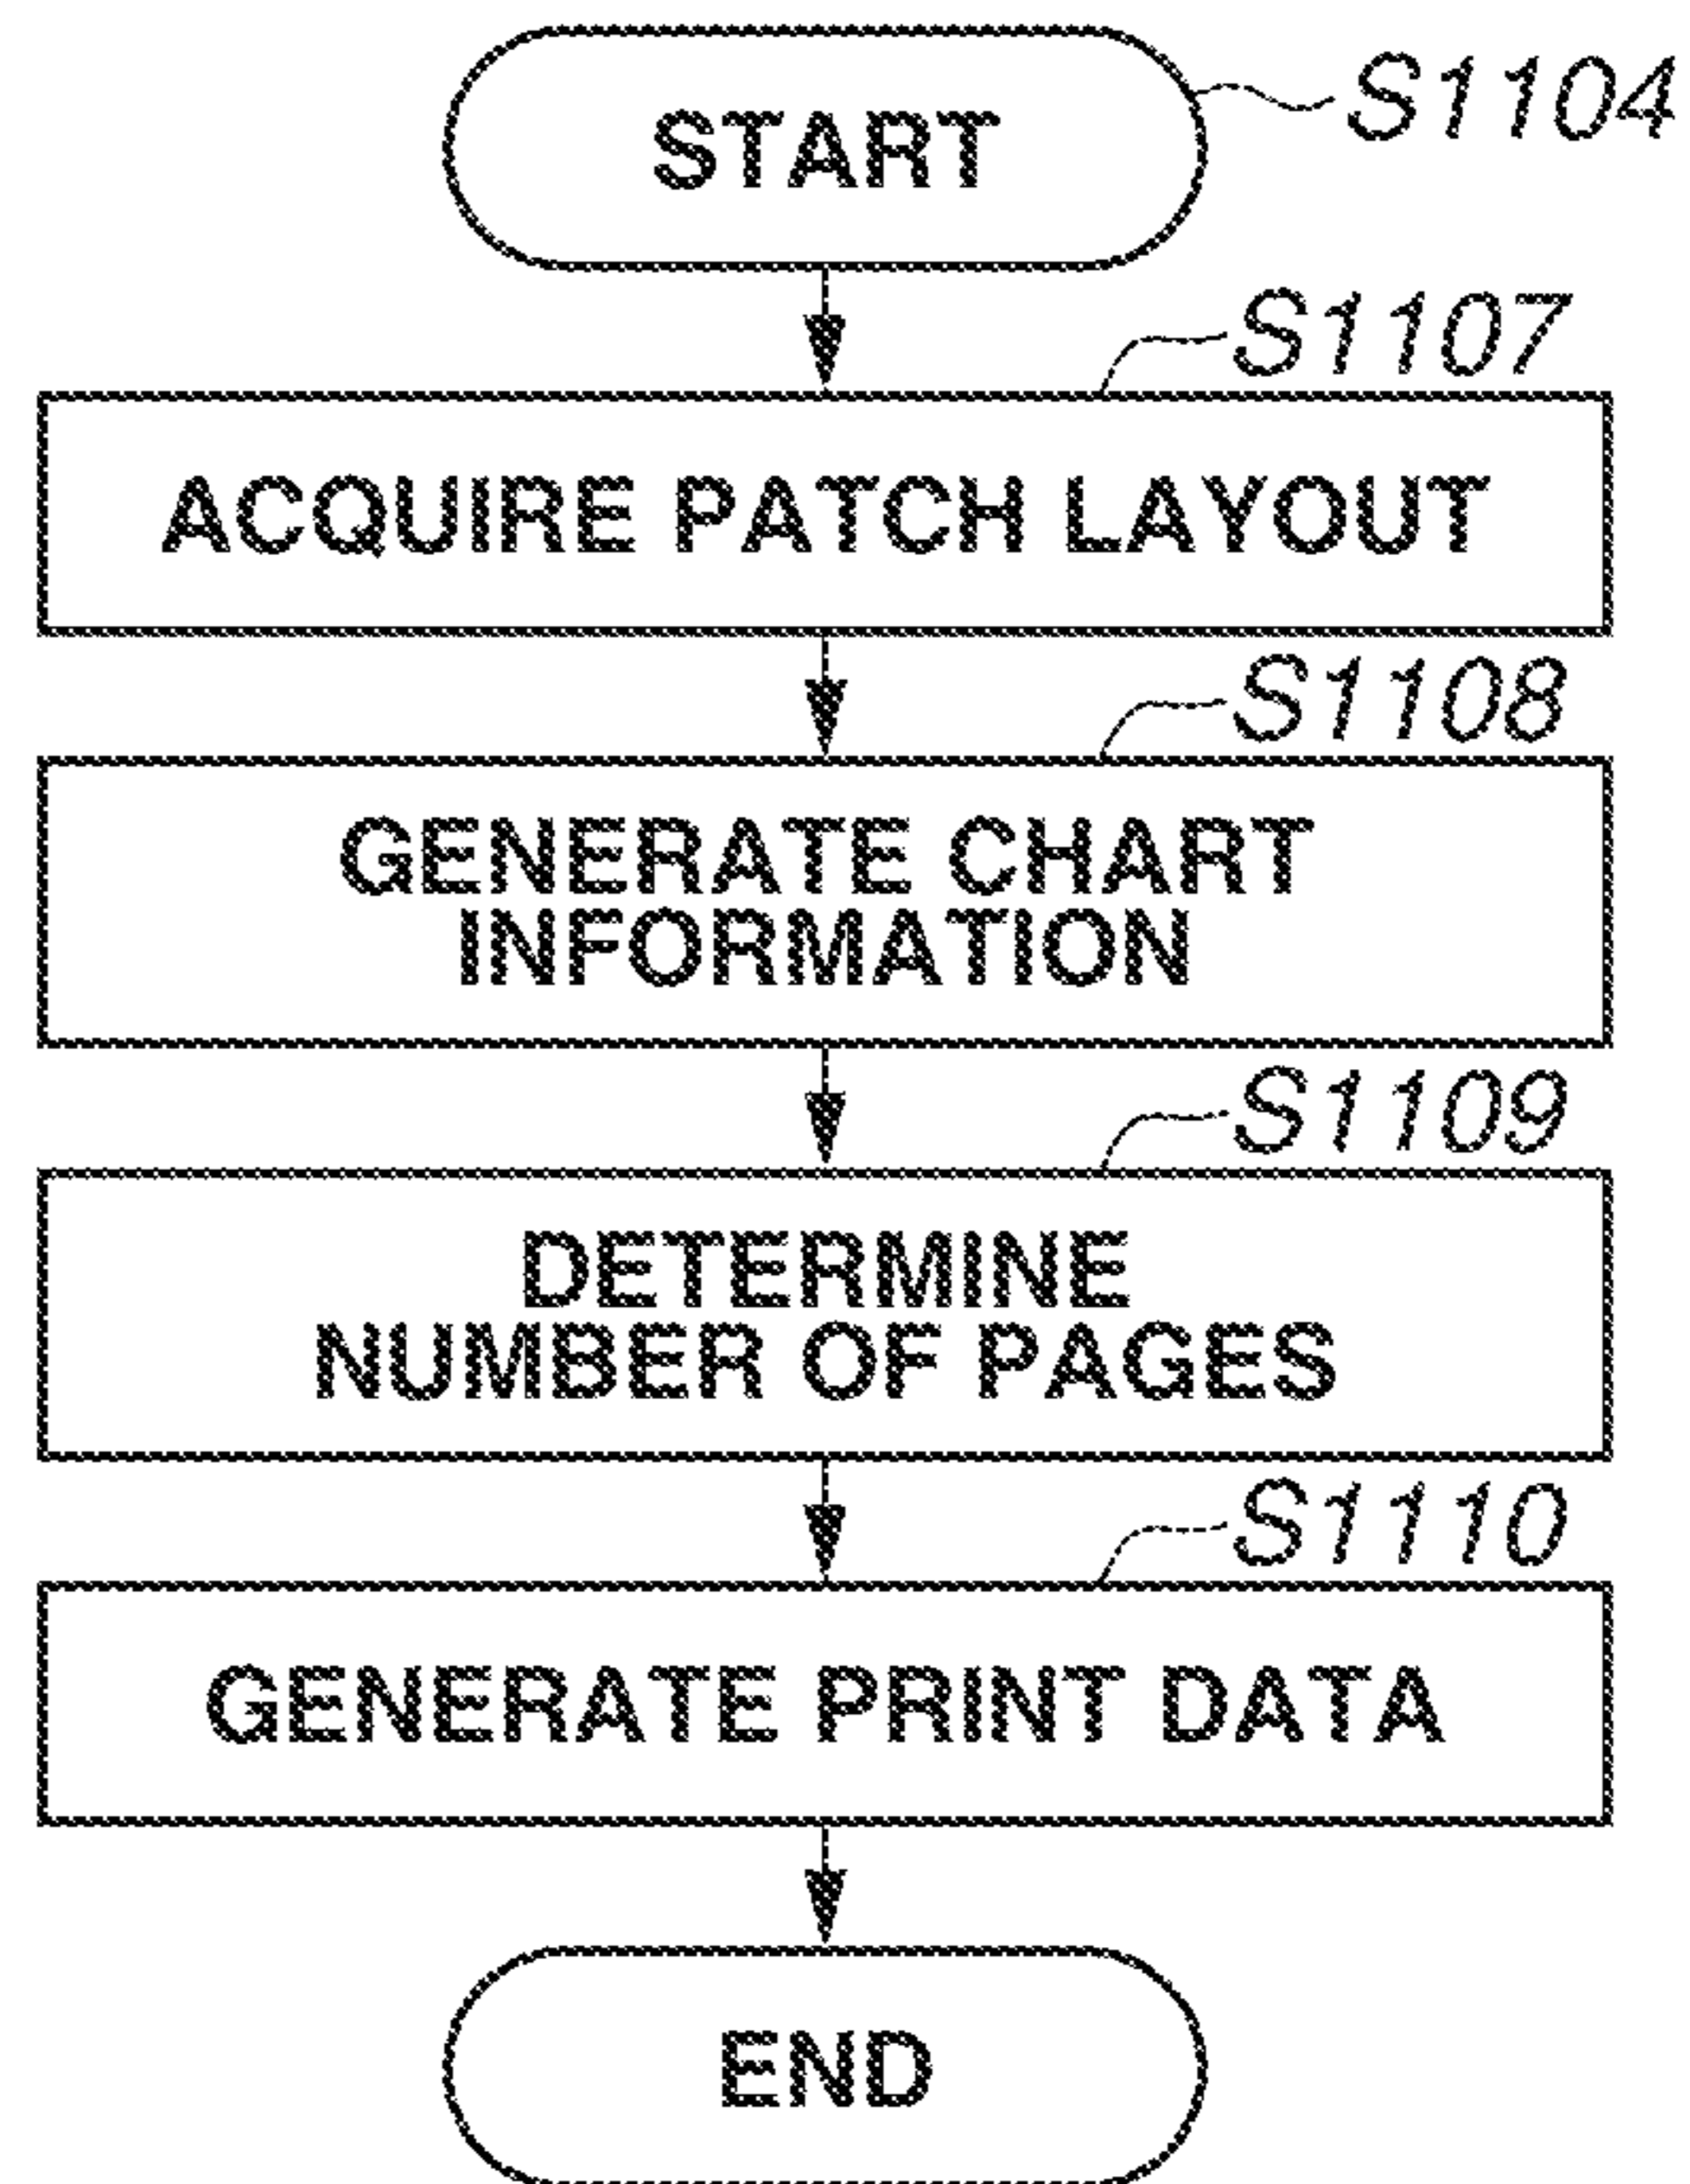 START
S1104
S1107
ACQUIRE PATCH LAYOUT
S1108
GENERATE CHART
INFORMATION
S1109
DETERMINE
NUMBER OF PAGES
S1110
GENERATE PRINT DATA
END